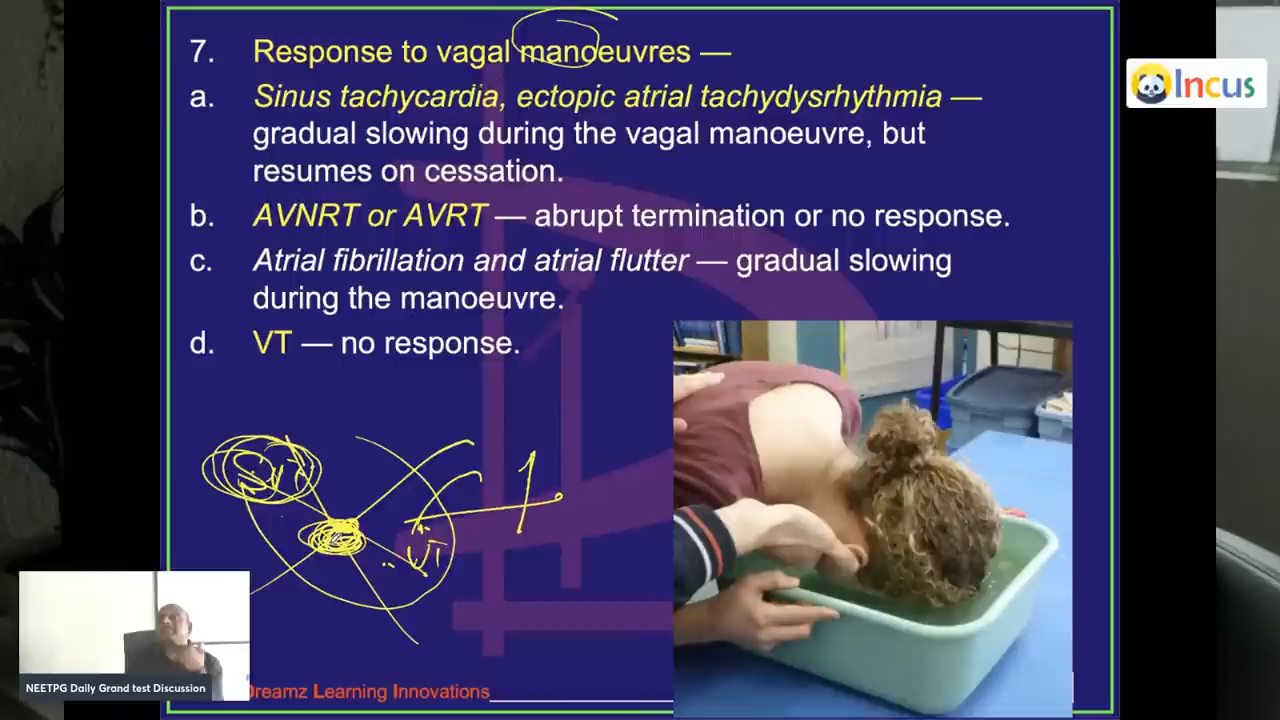 7. Response to vagal manoeuvres —
a. Sinus tachycardia, ectopic atrial tachydysrhythmia —
gradual slowing during the vagal manoeuvre, but
resumes on cessation.
b. AVNRT or AVRT — abrupt termination or no response.
c. Atrial fibrillation and atrial flutter — gradual slowing
during the manoeuvre.
d. VT — no response.
SVT
VT
Dreamz Learning Innovations
NEETPG Daily Grand test Discussion
Incus